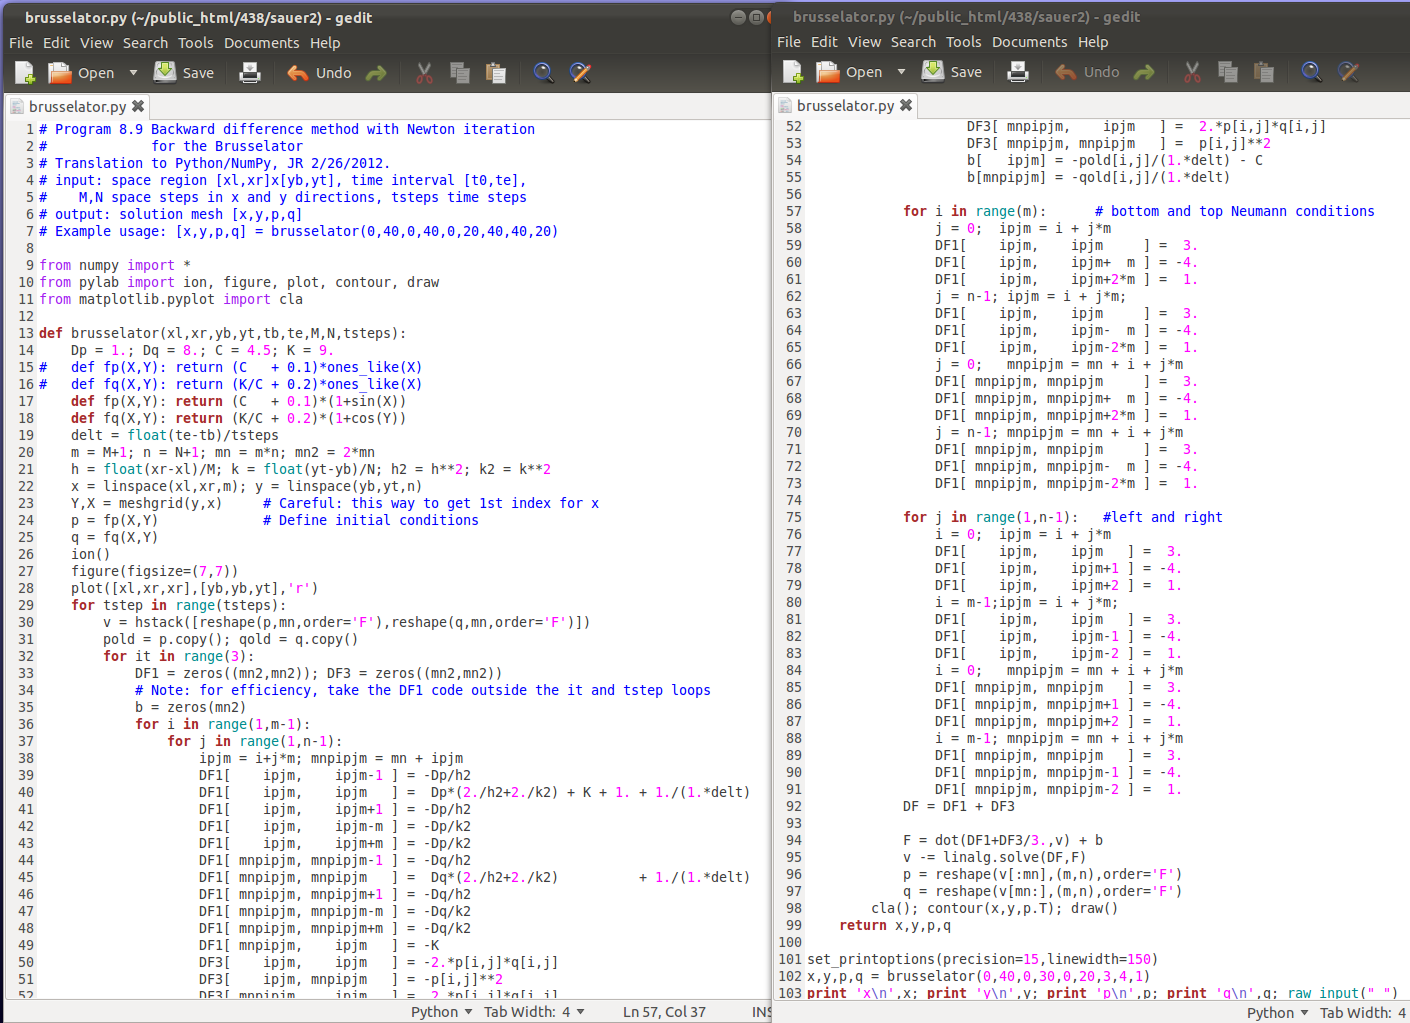 brusselator.py (~/public_html/438/sauer2) - gedit
File Edit View Search Tools Documents Help
Open Save Undo
brusselator.py
1 # Program 8.9 Backward difference method with Newton iteration
2 #             for the Brusselator
3 # Translation to Python/NumPy, JR 2/26/2012.
4 # input: space region [xl,xr]x[yb,yt], time interval [t0,te],
5 #    M,N space steps in x and y directions, tsteps time steps
6 # output: solution mesh [x,y,p,q]
7 # Example usage: [x,y,p,q] = brusselator(0,40,0,40,0,20,40,40,20)
8
9 from numpy import *
10 from pylab import ion, figure, plot, contour, draw
11 from matplotlib.pyplot import cla
12
13 def brusselator(xl,xr,yb,yt,tb,te,M,N,tsteps):
14     Dp = 1.; Dq = 8.; C = 4.5; K = 9.
15 #   def fp(X,Y): return (C   + 0.1)*ones_like(X)
16 #   def fq(X,Y): return (K/C + 0.2)*ones_like(X)
17     def fp(X,Y): return (C   + 0.1)*(1+sin(X))
18     def fq(X,Y): return (K/C + 0.2)*(1+cos(Y))
19     delt = float(te-tb)/tsteps
20     m = M+1; n = N+1; mn = m*n; mn2 = 2*mn
21     h = float(xr-xl)/M; k = float(yt-yb)/N; h2 = h**2; k2 = k**2
22     x = linspace(xl,xr,m); y = linspace(yb,yt,n)
23     Y,X = meshgrid(y,x)     # Careful: this way to get 1st index for x
24     p = fp(X,Y)             # Define initial conditions
25     q = fq(X,Y)
26     ion()
27     figure(figsize=(7,7))
28     plot([xl,xr,xr],[yb,yb,yt],'r')
29     for tstep in range(tsteps):
30         v = hstack([reshape(p,mn,order='F'),reshape(q,mn,order='F')])
31         pold = p.copy(); qold = q.copy()
32         for it in range(3):
33             DF1 = zeros((mn2,mn2)); DF3 = zeros((mn2,mn2))
34             # Note: for efficiency, take the DF1 code outside the it and tstep loops
35             b = zeros(mn2)
36             for i in range(1,m-1):
37                 for j in range(1,n-1):
38                     ipjm = i+j*m; mnpipjm = mn + ipjm
39                     DF1[    ipjm,    ipjm-1 ] = -Dp/h2
40                     DF1[    ipjm,    ipjm   ] =  Dp*(2./h2+2./k2) + K + 1. + 1./(1.*delt)
41                     DF1[    ipjm,    ipjm+1 ] = -Dp/h2
42                     DF1[    ipjm,    ipjm-m ] = -Dp/k2
43                     DF1[    ipjm,    ipjm+m ] = -Dp/k2
44                     DF1[ mnpipjm, mnpipjm-1 ] = -Dq/h2
45                     DF1[ mnpipjm, mnpipjm   ] =  Dq*(2./h2+2./k2)          + 1./(1.*delt)
46                     DF1[ mnpipjm, mnpipjm+1 ] = -Dq/h2
47                     DF1[ mnpipjm, mnpipjm-m ] = -Dq/k2
48                     DF1[ mnpipjm, mnpipjm+m ] = -Dq/k2
49                     DF1[ mnpipjm,    ipjm   ] = -K
50                     DF3[    ipjm,    ipjm   ] = -2.*p[i,j]*q[i,j]
51                     DF3[    ipjm, mnpipjm   ] = -p[i,j]**2
52                     DF3[ mnpipjm,    ipjm   ] =  2.*p[i,j]*q[i,j]
Python Tab Width: 4 Ln 57, Col 37 INS
brusselator.py (~/public_html/438/sauer2) - gedit
File Edit View Search Tools Documents Help
Open Save Undo
brusselator.py
52                     DF3[ mnpipjm,    ipjm   ] =  2.*p[i,j]*q[i,j]
53                     DF3[ mnpipjm, mnpipjm   ] =  p[i,j]**2
54                     b[   ipjm] = -pold[i,j]/(1.*delt) - C
55                     b[mnpipjm] = -qold[i,j]/(1.*delt)
56
57             for i in range(m):      # bottom and top Neumann conditions
58                 j = 0;  ipjm = i + j*m
59                 DF1[    ipjm,    ipjm     ] =  3.
60                 DF1[    ipjm,    ipjm+  m ] = -4.
61                 DF1[    ipjm,    ipjm+2*m ] =  1.
62                 j = n-1; ipjm = i + j*m;
63                 DF1[    ipjm,    ipjm     ] =  3.
64                 DF1[    ipjm,    ipjm-  m ] = -4.
65                 DF1[    ipjm,    ipjm-2*m ] =  1.
66                 j = 0;   mnpipjm = mn + i + j*m
67                 DF1[ mnpipjm, mnpipjm     ] =  3.
68                 DF1[ mnpipjm, mnpipjm+  m ] = -4.
69                 DF1[ mnpipjm, mnpipjm+2*m ] =  1.
70                 j = n-1; mnpipjm = mn + i + j*m
71                 DF1[ mnpipjm, mnpipjm     ] =  3.
72                 DF1[ mnpipjm, mnpipjm-  m ] = -4.
73                 DF1[ mnpipjm, mnpipjm-2*m ] =  1.
74
75             for j in range(1,n-1):   #left and right
76                 i = 0;  ipjm = i + j*m
77                 DF1[    ipjm,    ipjm   ] =  3.
78                 DF1[    ipjm,    ipjm+1 ] = -4.
79                 DF1[    ipjm,    ipjm+2 ] =  1.
80                 i = m-1;ipjm = i + j*m;
81                 DF1[    ipjm,    ipjm   ] =  3.
82                 DF1[    ipjm,    ipjm-1 ] = -4.
83                 DF1[    ipjm,    ipjm-2 ] =  1.
84                 i = 0;   mnpipjm = mn + i + j*m
85                 DF1[ mnpipjm, mnpipjm   ] =  3.
86                 DF1[ mnpipjm, mnpipjm+1 ] = -4.
87                 DF1[ mnpipjm, mnpipjm+2 ] =  1.
88                 i = m-1; mnpipjm = mn + i + j*m
89                 DF1[ mnpipjm, mnpipjm   ] =  3.
90                 DF1[ mnpipjm, mnpipjm-1 ] = -4.
91                 DF1[ mnpipjm, mnpipjm-2 ] =  1.
92             DF = DF1 + DF3
93
94             F = dot(DF1+DF3/3.,v) + b
95             v -= linalg.solve(DF,F)
96             p = reshape(v[:mn],(m,n),order='F')
97             q = reshape(v[mn:],(m,n),order='F')
98         cla(); contour(x,y,p.T); draw()
99     return x,y,p,q
100
101 set_printoptions(precision=15,linewidth=150)
102 x,y,p,q = brusselator(0,40,0,30,0,20,3,4,1)
103 print 'x\n',x; print 'y\n',y; print 'p\n',p; print 'q\n',q; raw_input(" ")
Python Tab Width: 4